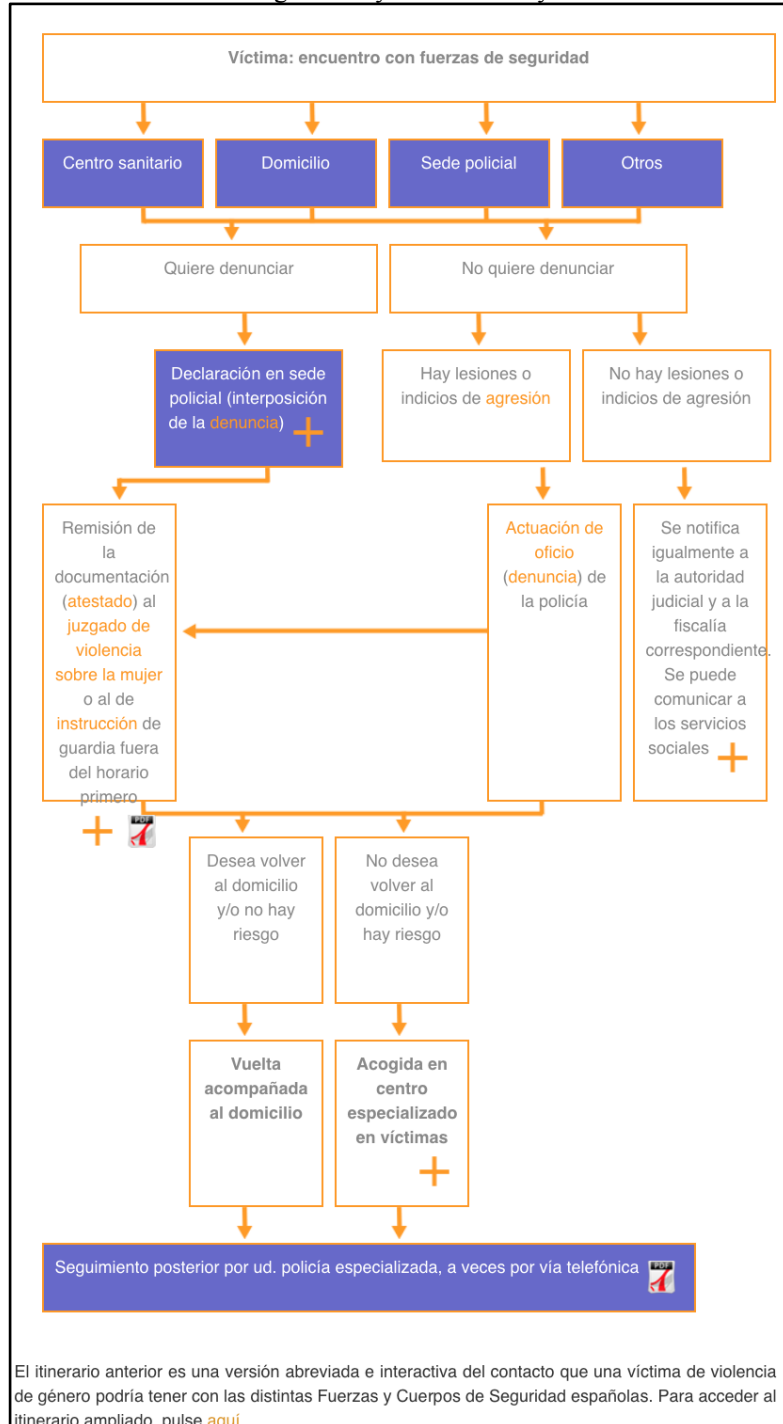 Víctima: encuentro con fuerzas de seguridad
Centro sanitario
Domicilio
Sede policial
Otros
Quiere denunciar
No quiere denunciar
Declaración en sede
policial (interposición
de la denuncia)
Hay lesiones o
indicios de agresión
No hay lesiones o
indicios de agresión
Remisión de
la
documentación
(atestado) al
juzgado de
violencia
sobre la mujer
o al de
instrucción de
guardia fuera
del horario
primero
PDF
Actuación de
oficio
(denuncia) de
la policía
Se notifica
igualmente a
la autoridad
judicial y a la
fiscalía
correspondiente.
Se puede
comunicar a
los servicios
sociales
Desea volver
al domicilio
y/o no hay
riesgo
No desea
volver al
domicilio y/o
hay riesgo
Vuelta
acompañada
al domicilio
Acogida en
centro
especializado
en víctimas
Seguimiento posterior por ud. policía especializada, a veces por vía telefónica
PDF
El itinerario anterior es una versión abreviada e interactiva del contacto que una víctima de violencia
de género podría tener con las distintas Fuerzas y Cuerpos de Seguridad españolas. Para acceder al
itinerario ampliado, pulse aquí